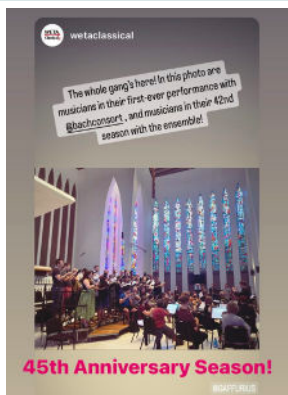 WETA
wetaclassical
The whole gang's here! In this photo are
musicians in their first-ever performance with
@bachconsort, and musicians in their 42nd
season with the ensemble!
45th Anniversary Season!